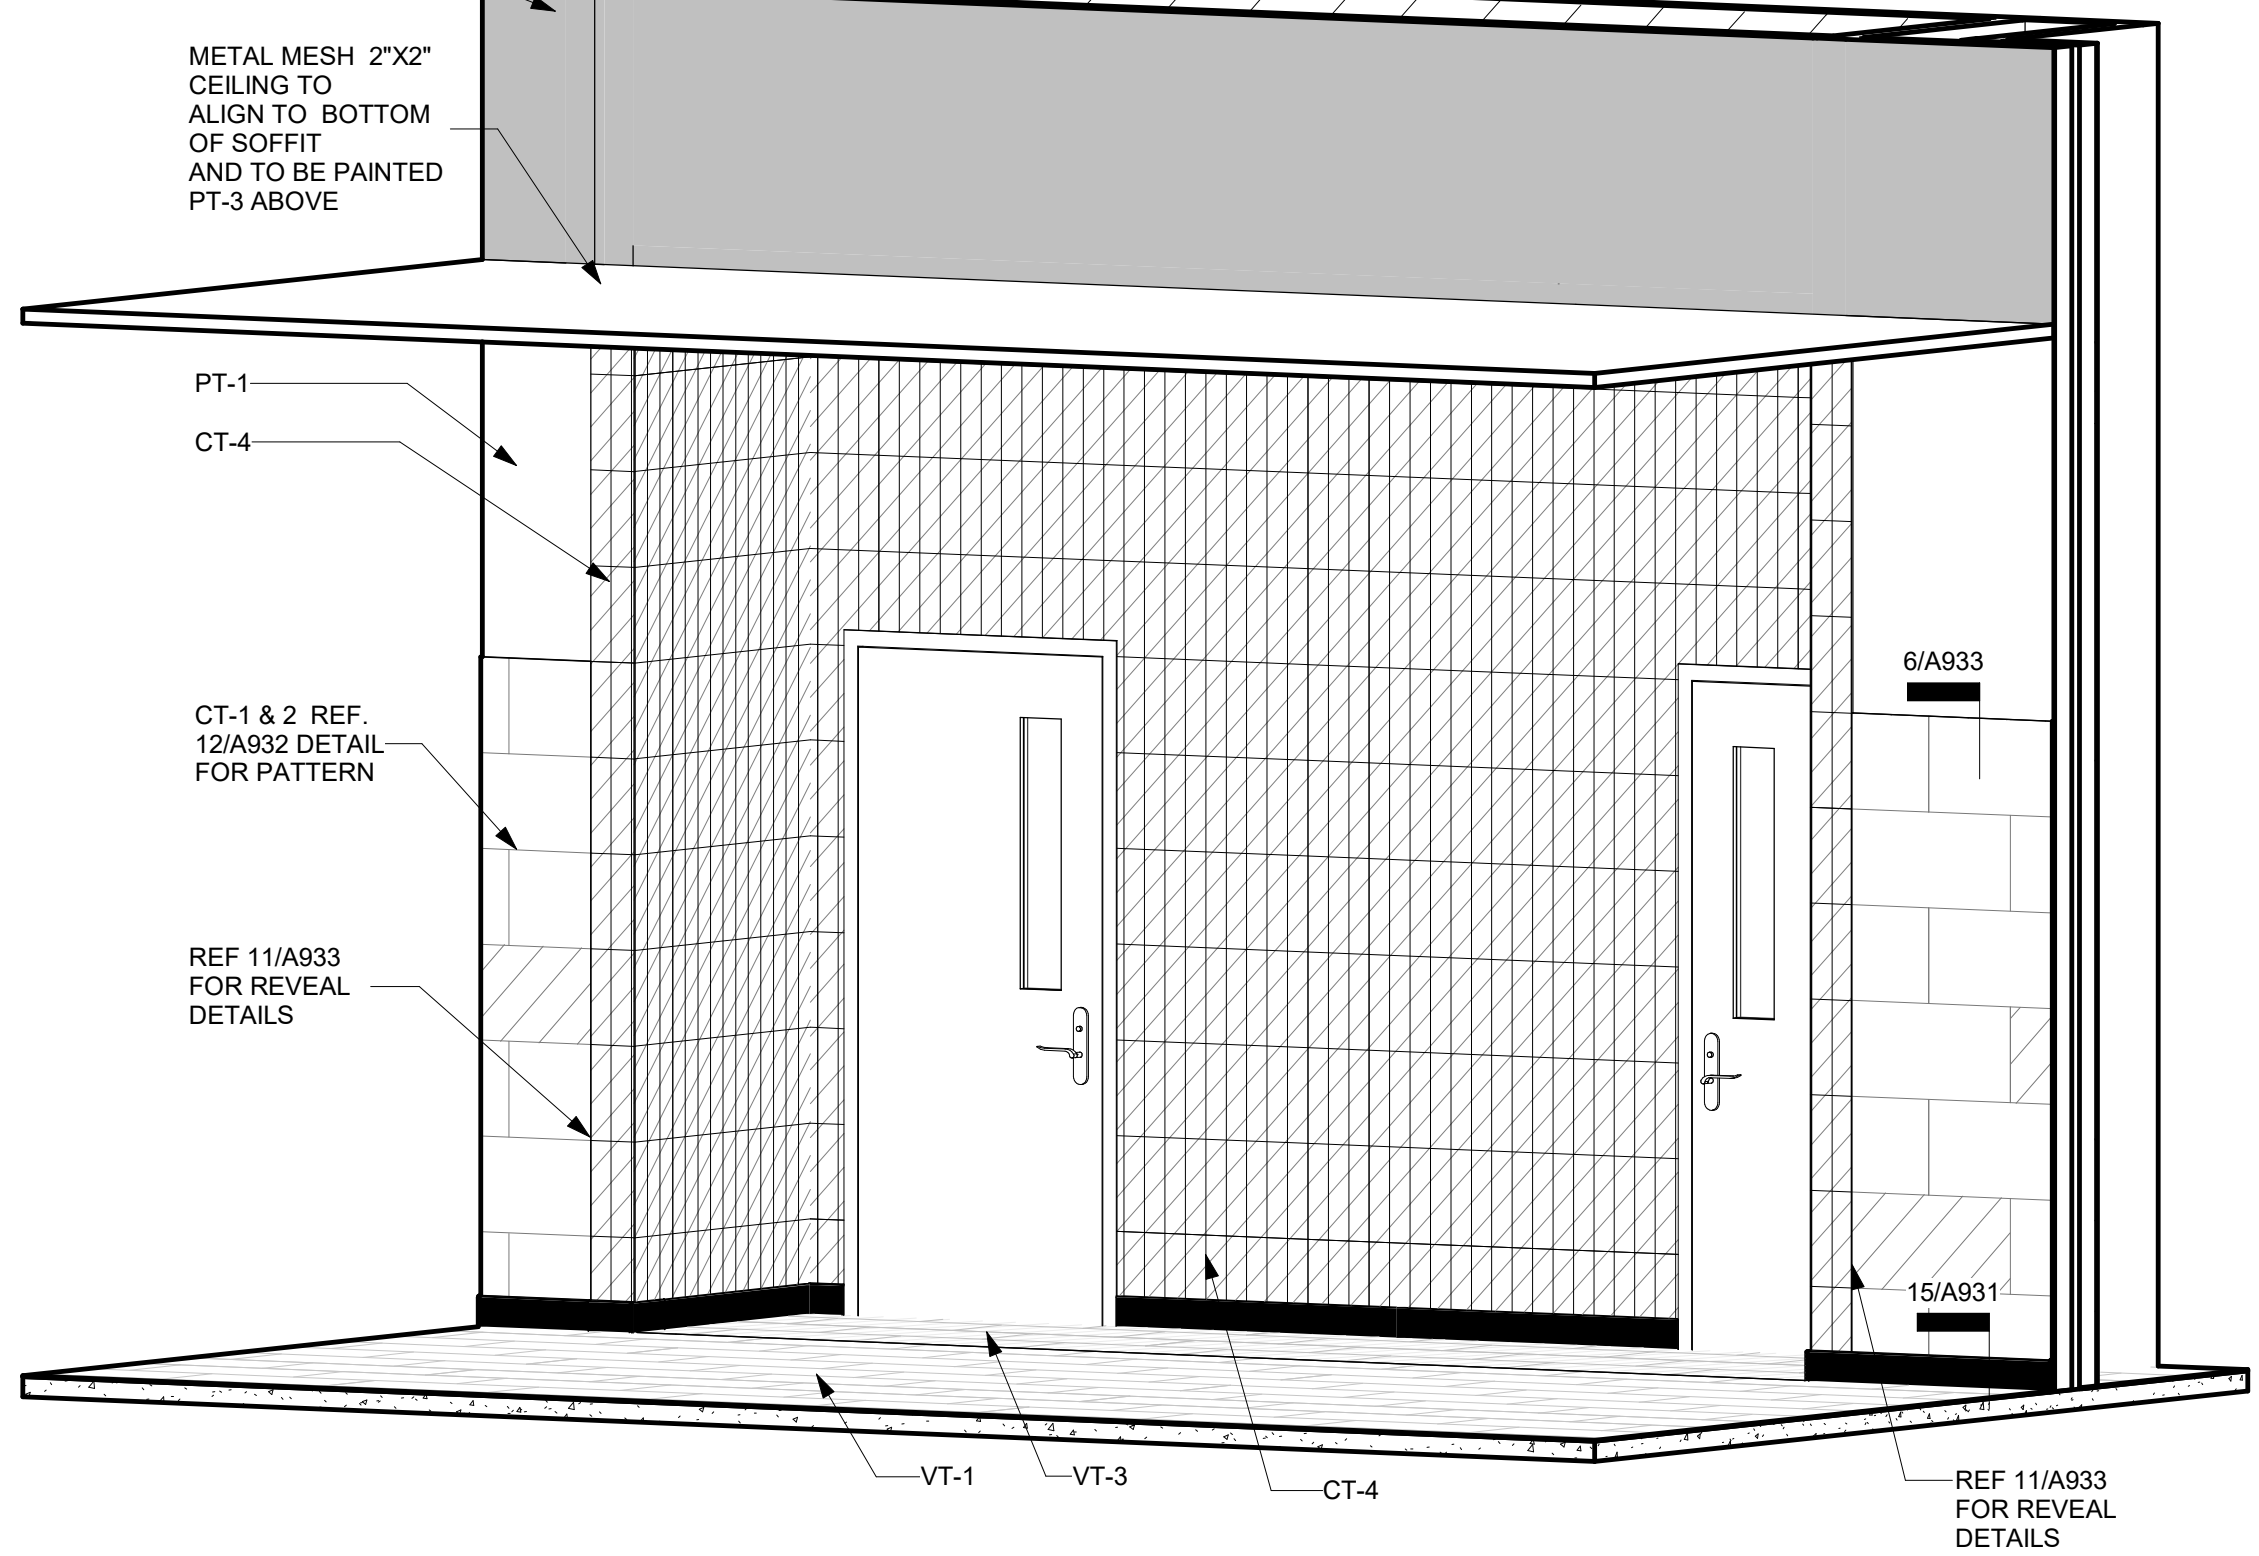 METAL MESH 2"X2"
CEILING TO
ALIGN TO BOTTOM
OF SOFFIT
AND TO BE PAINTED
PT-3 ABOVE
PT-1
CT-4
6/A933
CT-1 & 2 REF.
12/A932 DETAIL
FOR PATTERN
REF 11/A933
FOR REVEAL
DETAILS
15/A931
VT-1
VT-3
CT-4
REF 11/A933
FOR REVEAL
DETAILS